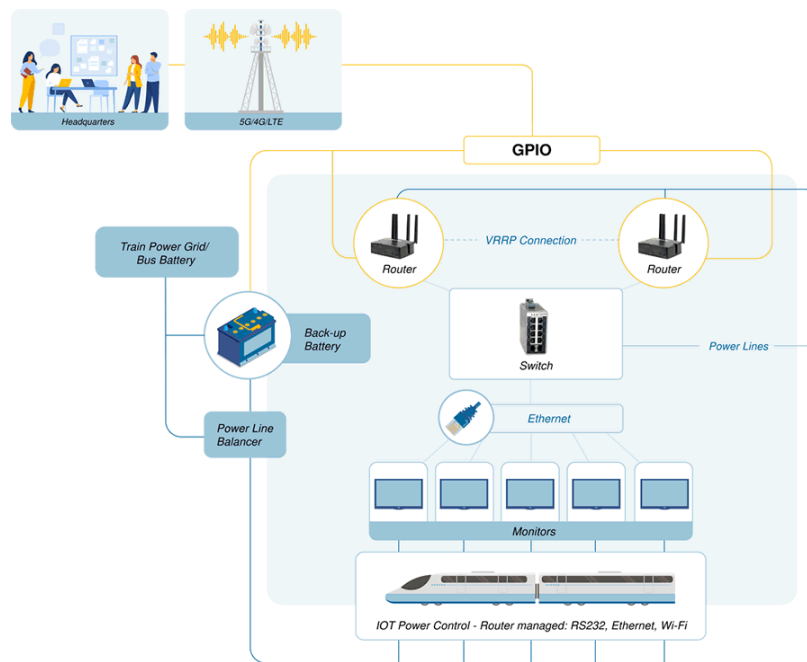 Headquarters
5G/4G/LTE
GPIO
Router
VRRP Connection
Router
Train Power Grid/
Bus Battery
Back-up
Battery
Switch
Power Lines
Power Line
Balancer
Ethernet
Monitors
IOT Power Control - Router managed: RS232, Ethernet, Wi-Fi